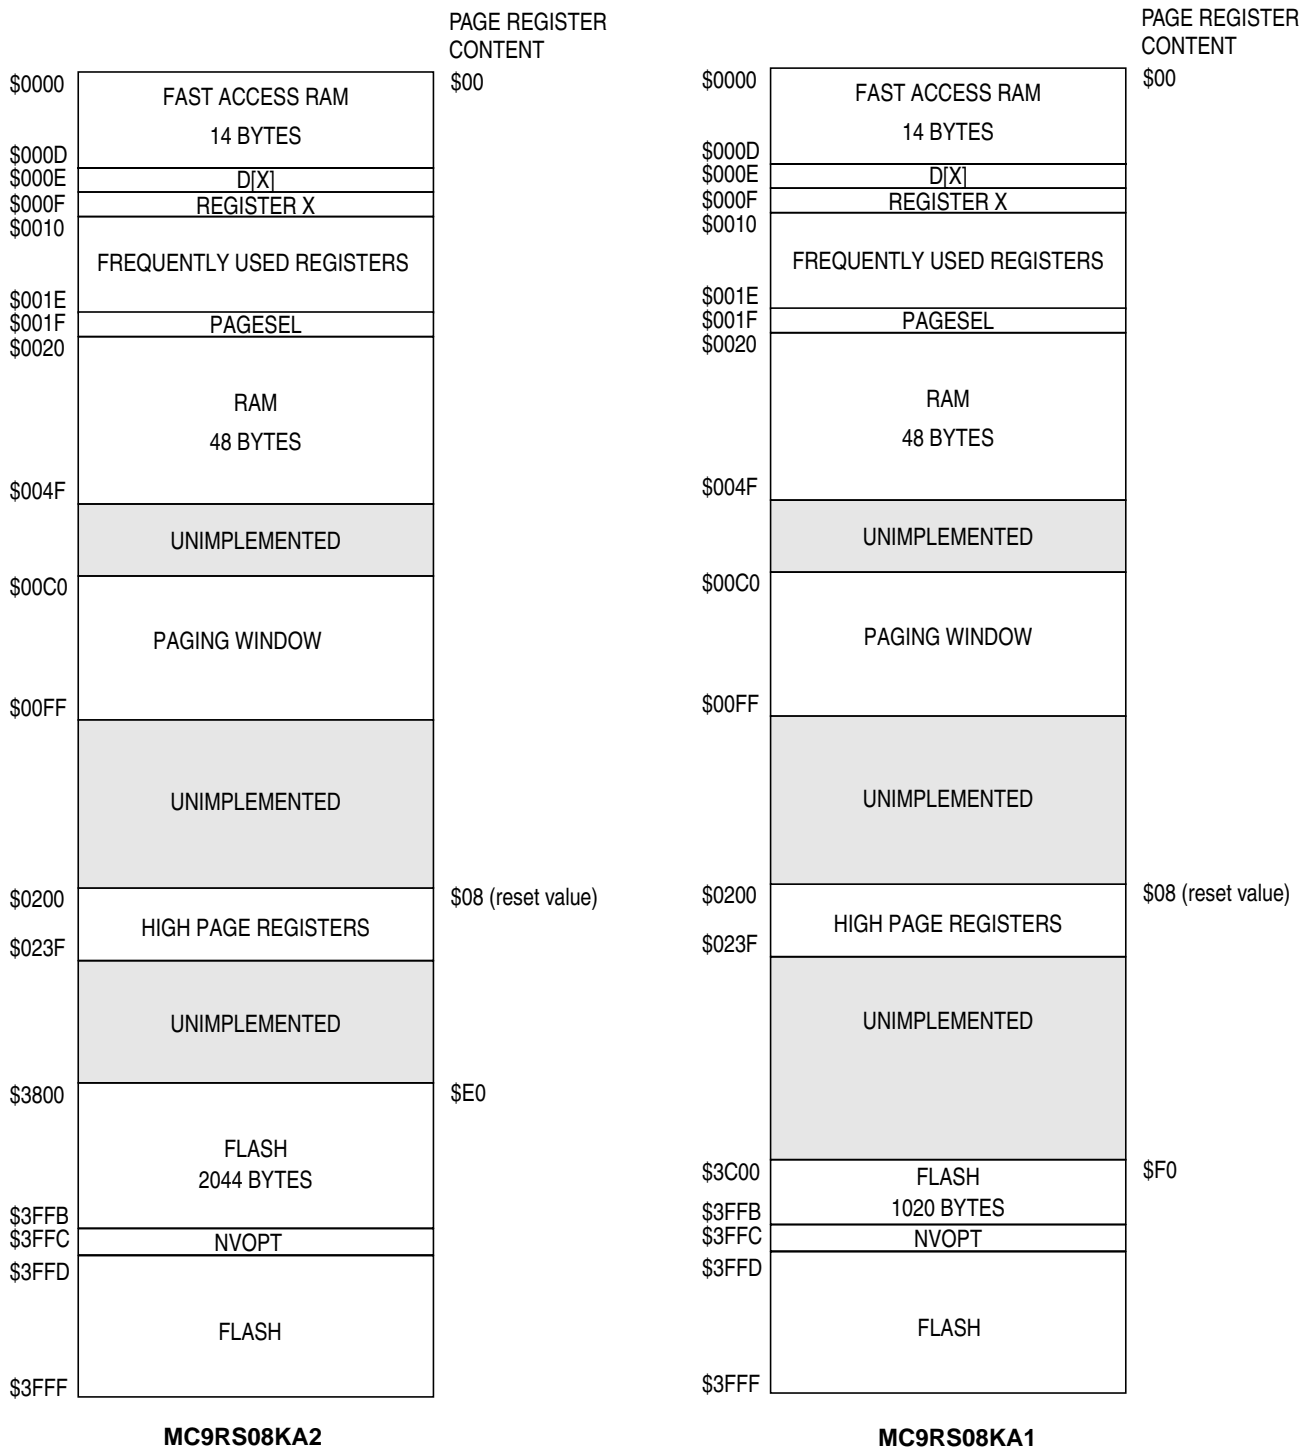 PAGE REGISTER
CONTENT
$0000
FAST ACCESS RAM
$00
14 BYTES
$000D
$000E
D[X]
$000F
REGISTER X
$0010
FREQUENTLY USED REGISTERS
$001E
$001F
PAGESEL
$0020
RAM
48 BYTES
$004F
UNIMPLEMENTED
$00C0
PAGING WINDOW
$00FF
UNIMPLEMENTED
$0200
$08 (reset value)
HIGH PAGE REGISTERS
$023F
UNIMPLEMENTED
$3800
$E0
FLASH
2044 BYTES
$3FFB
$3FFC
NVOPT
$3FFD
FLASH
$3FFF
MC9RS08KA2
PAGE REGISTER
CONTENT
$0000
FAST ACCESS RAM
$00
14 BYTES
$000D
$000E
D[X]
$000F
REGISTER X
$0010
FREQUENTLY USED REGISTERS
$001E
$001F
PAGESEL
$0020
RAM
48 BYTES
$004F
UNIMPLEMENTED
$00C0
PAGING WINDOW
$00FF
UNIMPLEMENTED
$0200
$08 (reset value)
HIGH PAGE REGISTERS
$023F
UNIMPLEMENTED
$3C00
$F0
FLASH
1020 BYTES
$3FFB
$3FFC
NVOPT
$3FFD
FLASH
$3FFF
MC9RS08KA1